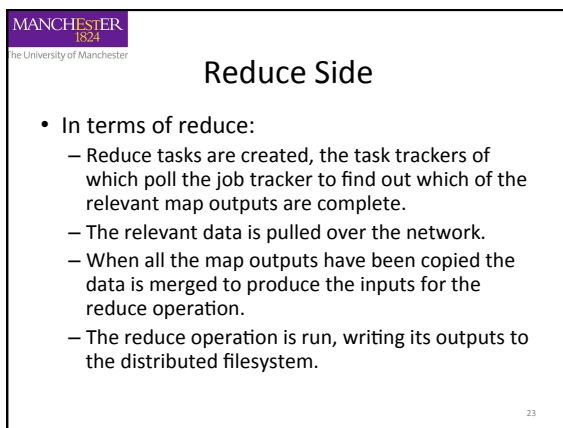 MANCHESTER
1824
The University of Manchester
Reduce Side
• In terms of reduce:
– Reduce tasks are created, the task trackers of
which poll the job tracker to find out which of the
relevant map outputs are complete.
– The relevant data is pulled over the network.
– When all the map outputs have been copied the
data is merged to produce the inputs for the
reduce operation.
– The reduce operation is run, writing its outputs to
the distributed filesystem.
23